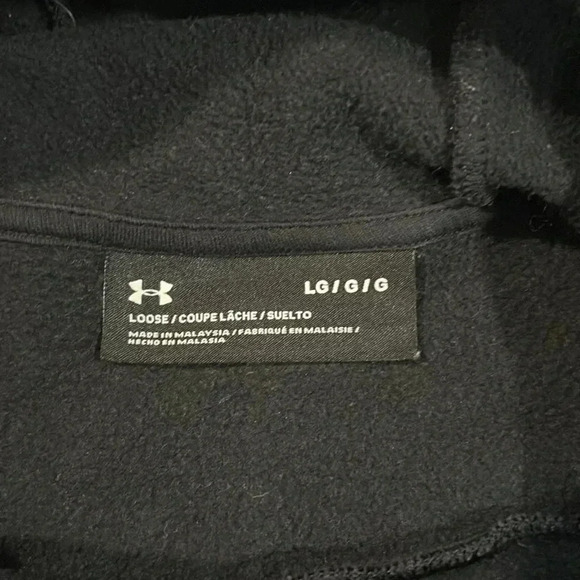 LG / G / G
LOOSE / COUPE LÂCHE / SUELTO
MADE IN MALAYSIA / FABRIQUÉ EN MALAISIE /
HECHO EN MALASIA